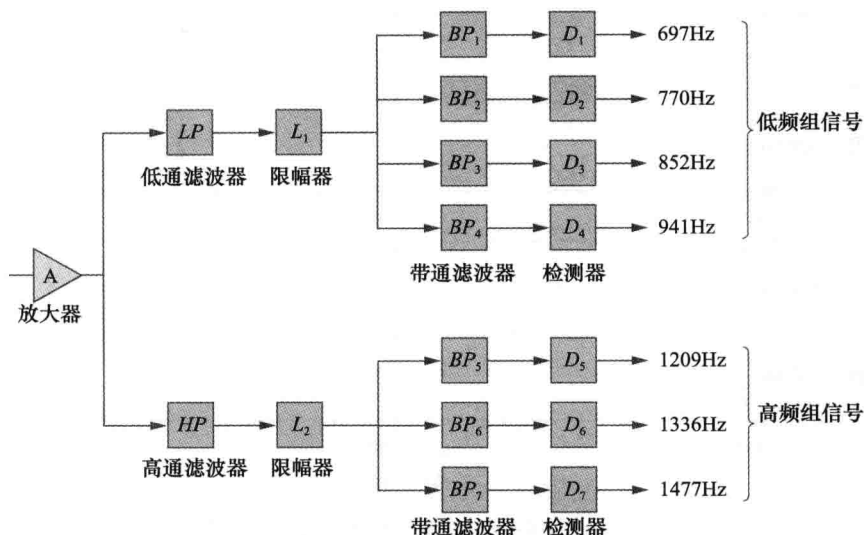 BP₁ D₁ 697Hz
BP₂ D₂ 770Hz
LP L₁ 低频组信号
低通滤波器 限幅器
BP₃ D₃ 852Hz
BP₄ D₄ 941Hz
带通滤波器 检测器
A
放大器
BP₅ D₅ 1209Hz
HP L₂ BP₆ D₆ 1336Hz 高频组信号
高通滤波器 限幅器
BP₇ D₇ 1477Hz
带通滤波器 检测器